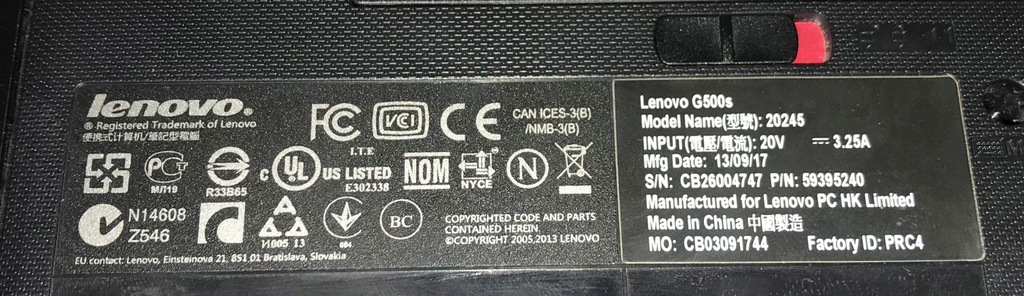 lenovo®
® Registered Trademark of Lenovo
便携式计算机/筆記型電腦
FC VCI CE CAN ICES-3(B)
/NMB-3(B)
I.T.E
PG
МЛ19
R33B65
c UL US LISTED
E302338
NOM
NYCE
N
N14608
Z546
И005 13
004
BC
COPYRIGHTED CODE AND PARTS
CONTAINED HEREIN
©COPYRIGHT 2005,2013 LENOVO
EU contact: Lenovo, Einsteinova 21, 851 01 Bratislava, Slovakia
Lenovo G500s
Model Name(型號): 20245
INPUT(電壓/電流): 20V ⎓ 3.25A
Mfg Date: 13/09/17
S/N: CB26004747 P/N: 59395240
Manufactured for Lenovo PC HK Limited
Made in China 中國製造
MO: CB03091744 Factory ID: PRC4